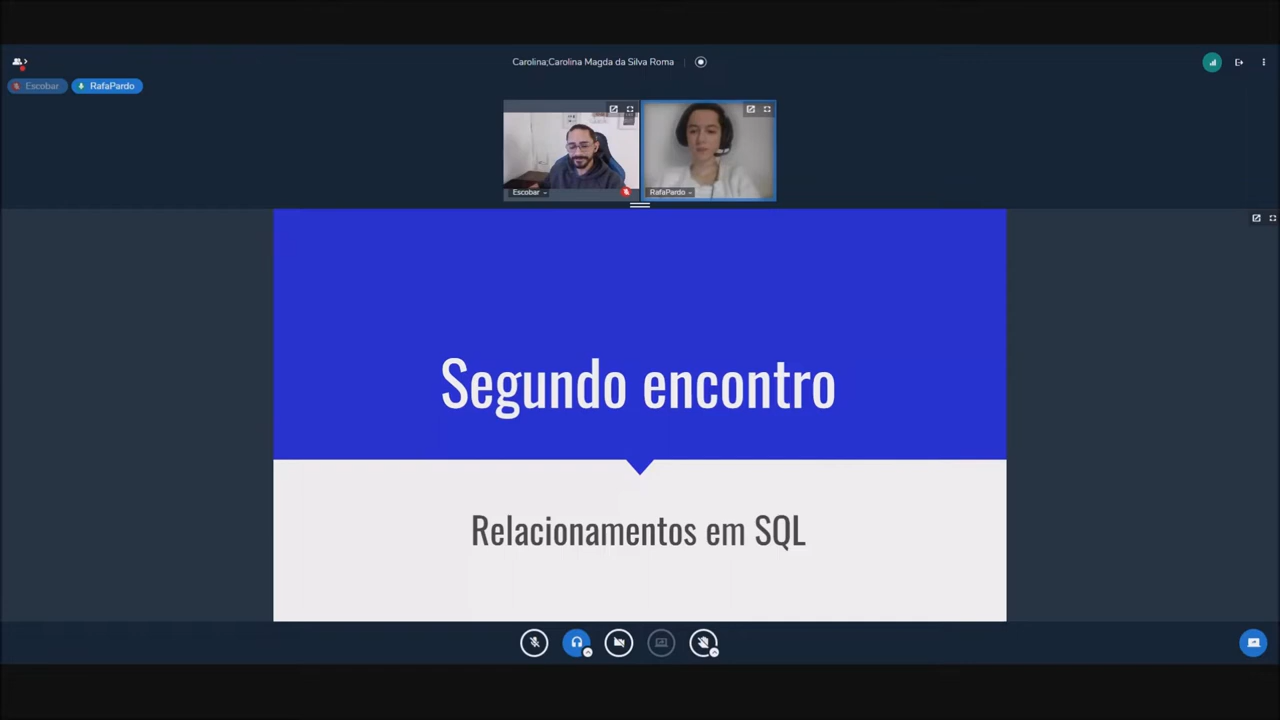 Carolina;Carolina Magda da Silva Roma
Escobar
RafaPardo
Escobar
RafaPardo
Segundo encontro
Relacionamentos em SQL